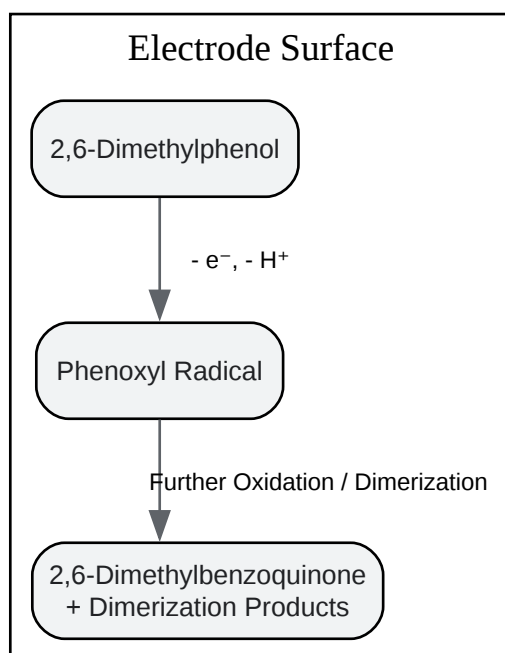 Electrode Surface
2,6-Dimethylphenol
- e⁻, - H⁺
Phenoxyl Radical
Further Oxidation / Dimerization
2,6-Dimethylbenzoquinone
+ Dimerization Products